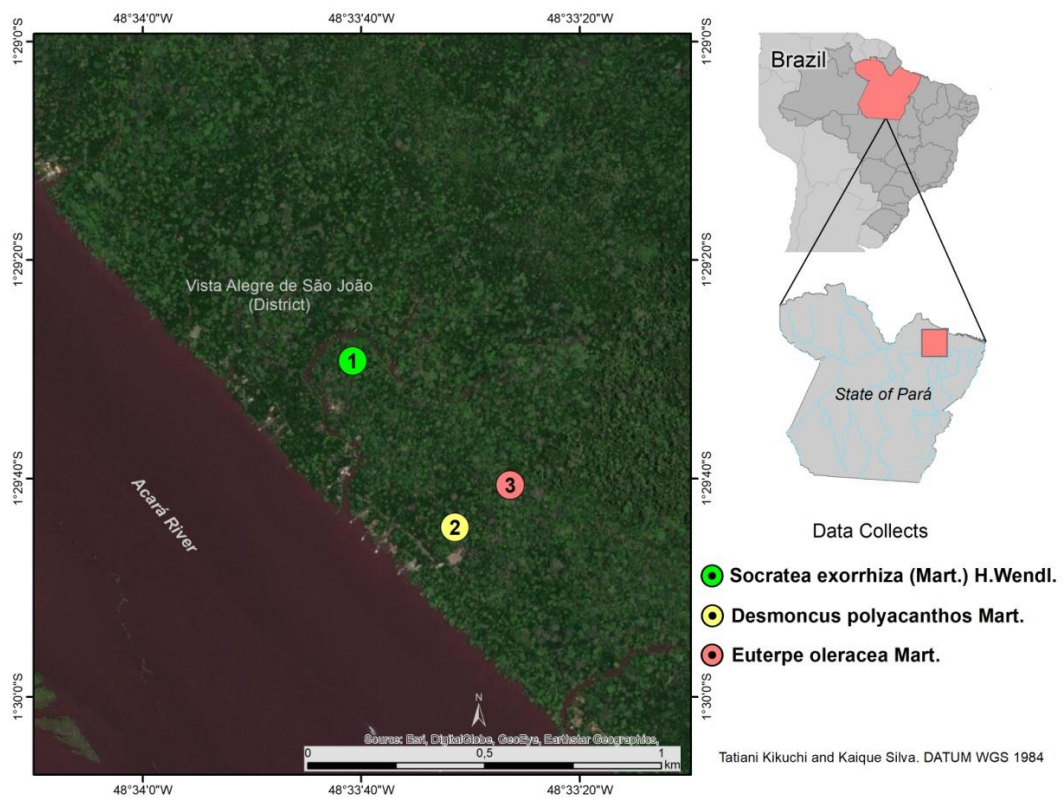 48°34'0"W
48°33'40"W
48°33'20"W
1°29'0"S
1°29'0"S
1°29'20"S
1°29'20"S
1°29'40"S
1°29'40"S
1°30'0"S
1°30'0"S
Vista Alegre de São João
(District)
1
3
2
Acará River
N
Source: Esri, DigitalGlobe, GeoEye, Earthstar Geographics,
0
0,5
1
km
48°34'0"W
48°33'40"W
48°33'20"W
Brazil
State of Pará
Data Collects
Socratea exorrhiza (Mart.) H.Wendl.
Desmoncus polyacanthos Mart.
Euterpe oleracea Mart.
Tatiani Kikuchi and Kaique Silva. DATUM WGS 1984